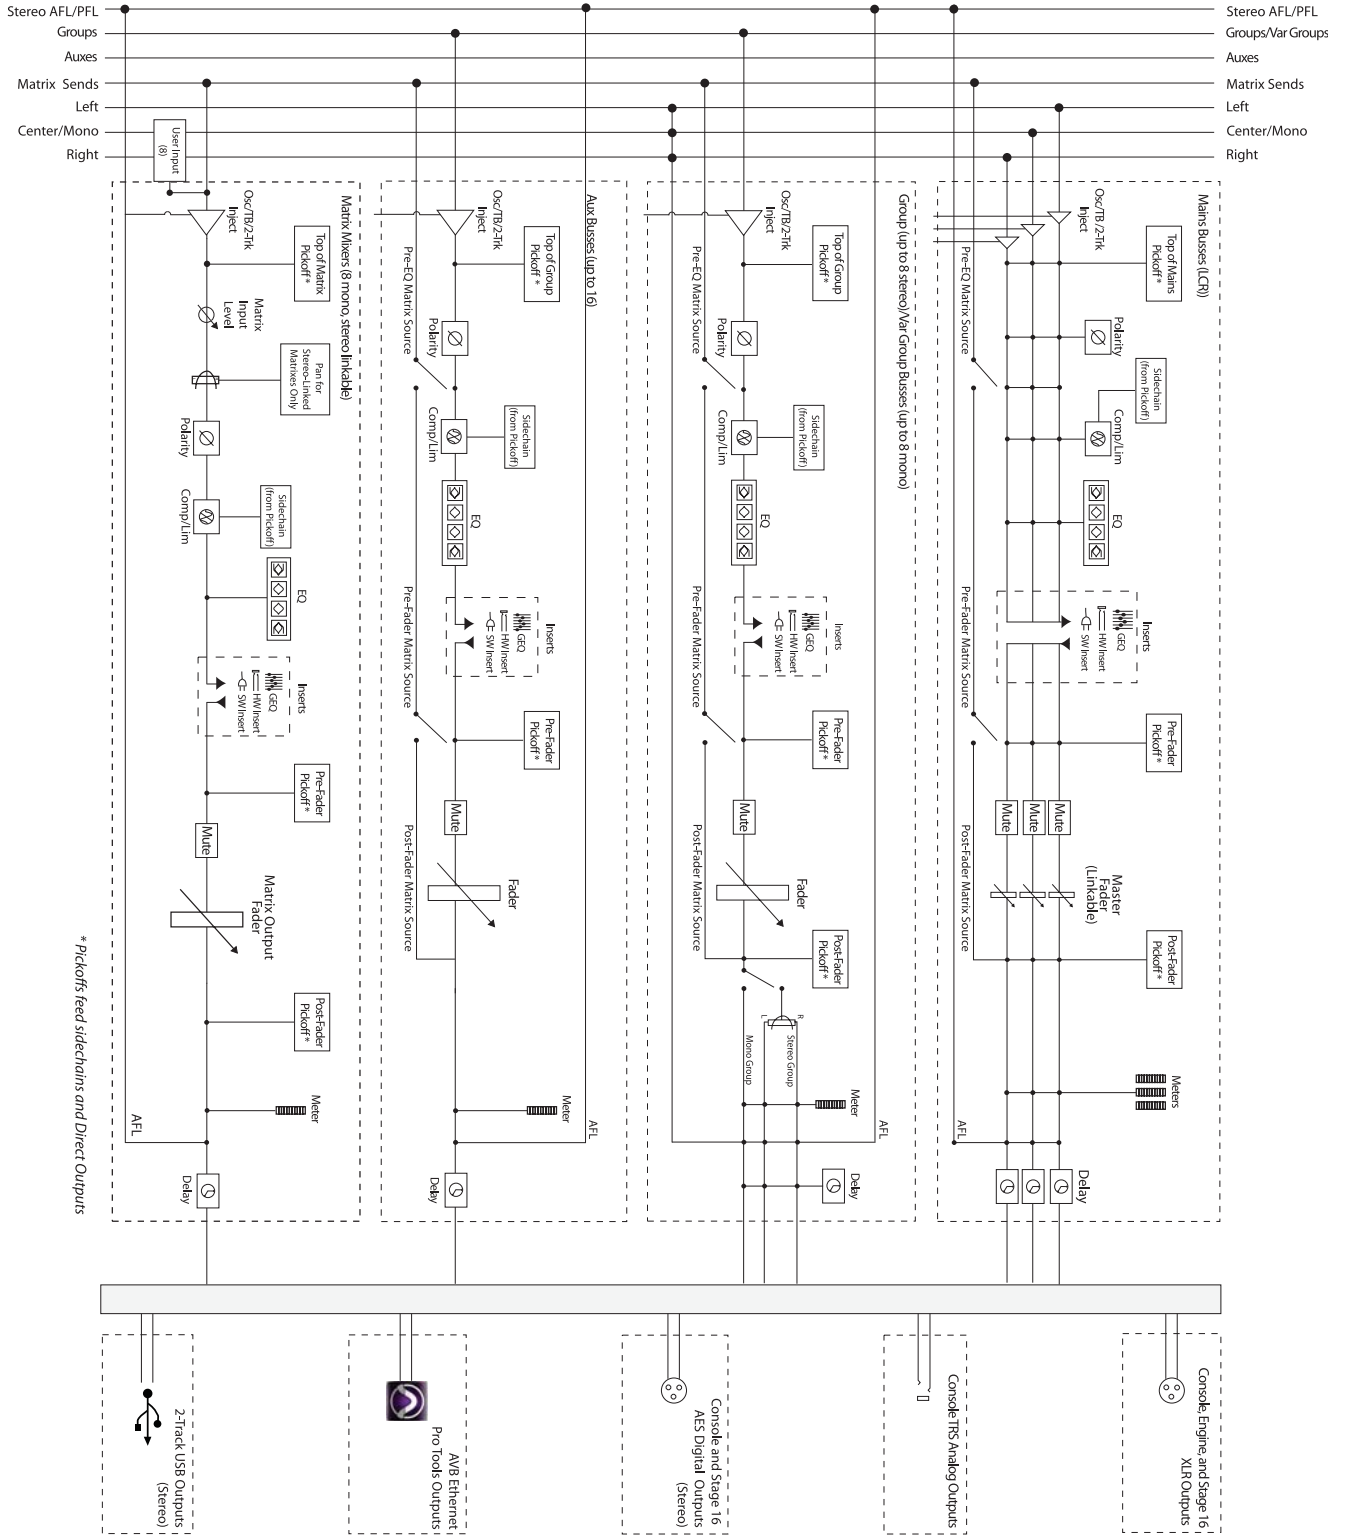 Stereo AFL/PFL
Groups
Auxes
Matrix Sends
Left
Center/Mono
Right
Stereo AFL/PFL
Groups/Var Groups
Auxes
Matrix Sends
Left
Center/Mono
Right
User Input
(8)
Matrix Mixers (8 mono, stereo linkable)
Osc/TB/2-Trk
Inject
Top of Matrix
Pickoff *
Matrix
Input
Level
Pan for
Stereo-Linked
Matrixes Only
Polarity
Sidechain
(from Pickoff)
Comp/Lim
EQ
Inserts
GEQ
HW Insert
SW Insert
Pre-Fader
Pickoff *
Mute
Matrix Output
Fader
Post-Fader
Pickoff *
Meter
AFL
Delay
* Pickoffs feed sidechains and Direct Outputs
Aux Busses (up to 16)
Osc/TB/2-Trk
Inject
Top of Group
Pickoff *
Pre-EQ Matrix Source
Polarity
Sidechain
(from Pickoff)
Comp/Lim
EQ
Inserts
GEQ
HW Insert
SW Insert
Pre-Fader Matrix Source
Pre-Fader
Pickoff *
Mute
Fader
Post-Fader Matrix Source
Meter
AFL
Delay
Group (up to 8 stereo)/Var Group Busses (up to 8 mono)
Osc/TB/2-Trk
Inject
Top of Group
Pickoff *
Pre-EQ Matrix Source
Polarity
Sidechain
(from Pickoff)
Comp/Lim
EQ
Inserts
GEQ
HW Insert
SW Insert
Pre-Fader Matrix Source
Pre-Fader
Pickoff *
Mute
Fader
Post-Fader Matrix Source
Post-Fader
Pickoff *
L
R
Mono Group
Stereo Group
Meter
AFL
Delay
Mains Busses (LCR))
Osc/TB /2-Trk
Inject
Top of Mains
Pickoff *
Pre-EQ Matrix Source
Polarity
Sidechain
(from Pickoff)
Comp/Lim
EQ
Inserts
GEQ
HW Insert
SW Insert
Pre-Fader Matrix Source
Pre-Fader
Pickoff *
Mute
Mute
Mute
Master
Fader
(Linkable)
Post-Fader Matrix Source
Post-Fader
Pickoff *
Meters
AFL
Delay
2-Track USB Outputs
(Stereo)
AVB Ethernet
Pro Tools Outputs
Console and Stage 16
AES Digital Outputs
(Stereo)
Console TRS Analog Outputs
Console, Engine, and Stage 16
XLR Outputs